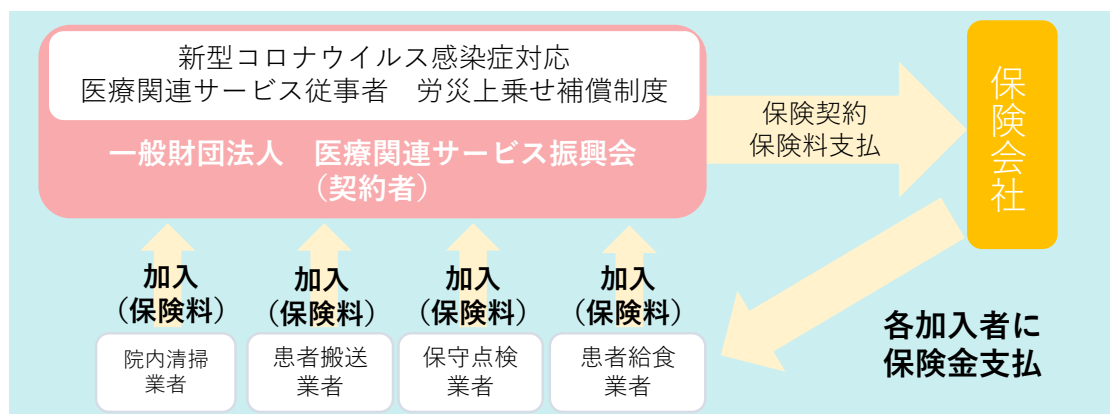 新型コロナウイルス感染症対応
医療関連サービス従事者　労災上乗せ補償制度
一般財団法人　医療関連サービス振興会
（契約者）
保険契約
保険料支払
保険会社
加入
（保険料）
加入
（保険料）
加入
（保険料）
加入
（保険料）
院内清掃
業者
患者搬送
業者
保守点検
業者
患者給食
業者
各加入者に
保険金支払